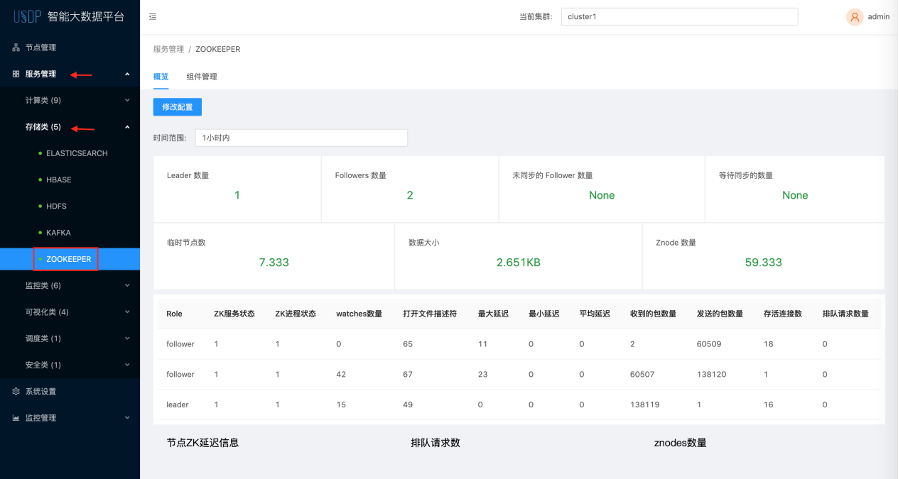 USDP 智能大数据平台
当前集群: cluster1
admin
节点管理
服务管理
计算类 (9)
存储类 (5)
ELASTICSEARCH
HBASE
HDFS
KAFKA
ZOOKEEPER
监控类 (6)
可视化类 (4)
调度类 (1)
安全类 (1)
系统设置
监控管理
服务管理 / ZOOKEEPER
概览 组件管理
修改配置
时间范围: 1小时内
Leader 数量 Followers 数量 未同步的 Follower 数量 等待同步的数量
1 2 None None
临时节点数 数据大小 Znode 数量
7.333 2.651KB 59.333
Role ZK服务状态 ZK进程状态 watches数量 打开文件描述符 最大延迟 最小延迟 平均延迟 收到的包数量 发送的包数量 存活连接数 排队请求数量
follower 1 1 0 65 11 0 0 2 60509 18 0
follower 1 1 42 67 23 0 0 60507 138120 1 0
leader 1 1 15 49 0 0 0 138119 1 16 0
节点ZK延迟信息 排队请求数 znodes数量